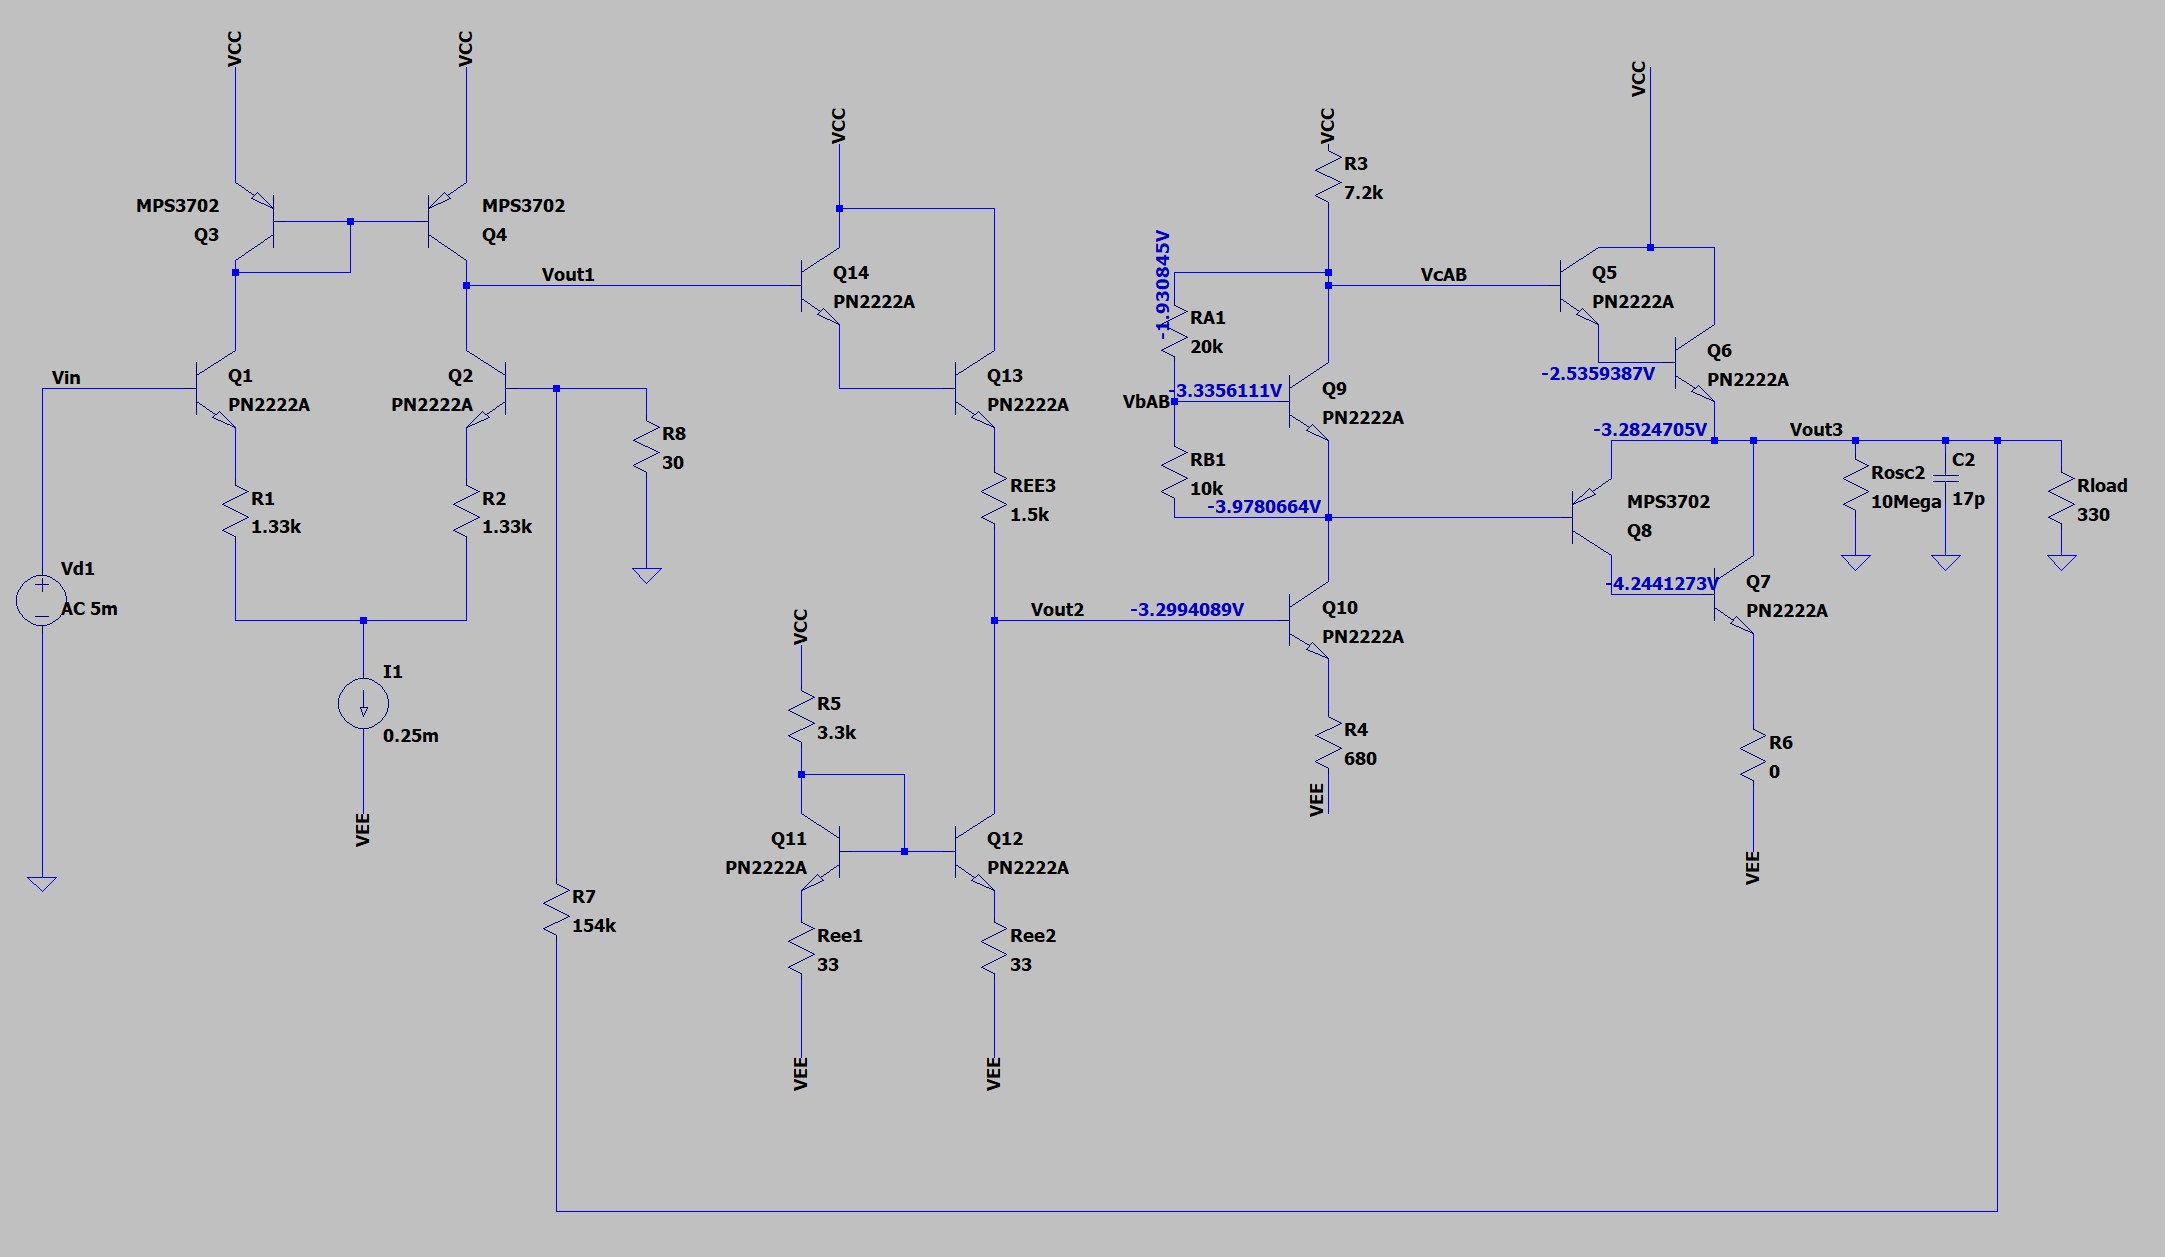 VCC
VCC
MPS3702
Q3
MPS3702
Q4
Vout1
Vin
Q1
PN2222A
Q2
PN2222A
R8
30
R1
1.33k
R2
1.33k
Vd1
AC 5m
I1
0.25m
VEE
R7
154k
VCC
Q14
PN2222A
Q13
PN2222A
REE3
1.5k
Vout2
-3.2994089V
VCC
R5
3.3k
Q11
PN2222A
Q12
PN2222A
Ree1
33
Ree2
33
VEE
VEE
VCC
R3
7.2k
-1.930845V
RA1
20k
VcAB
VbAB
-3.3356111V
Q9
PN2222A
RB1
10k
-3.9780664V
Q10
PN2222A
R4
680
VEE
VCC
Q5
PN2222A
-2.5359387V
Q6
PN2222A
-3.2824705V
Vout3
MPS3702
Q8
-4.2441273V
Q7
PN2222A
R6
0
VEE
Rosc2
10Mega
C2
17p
Rload
330